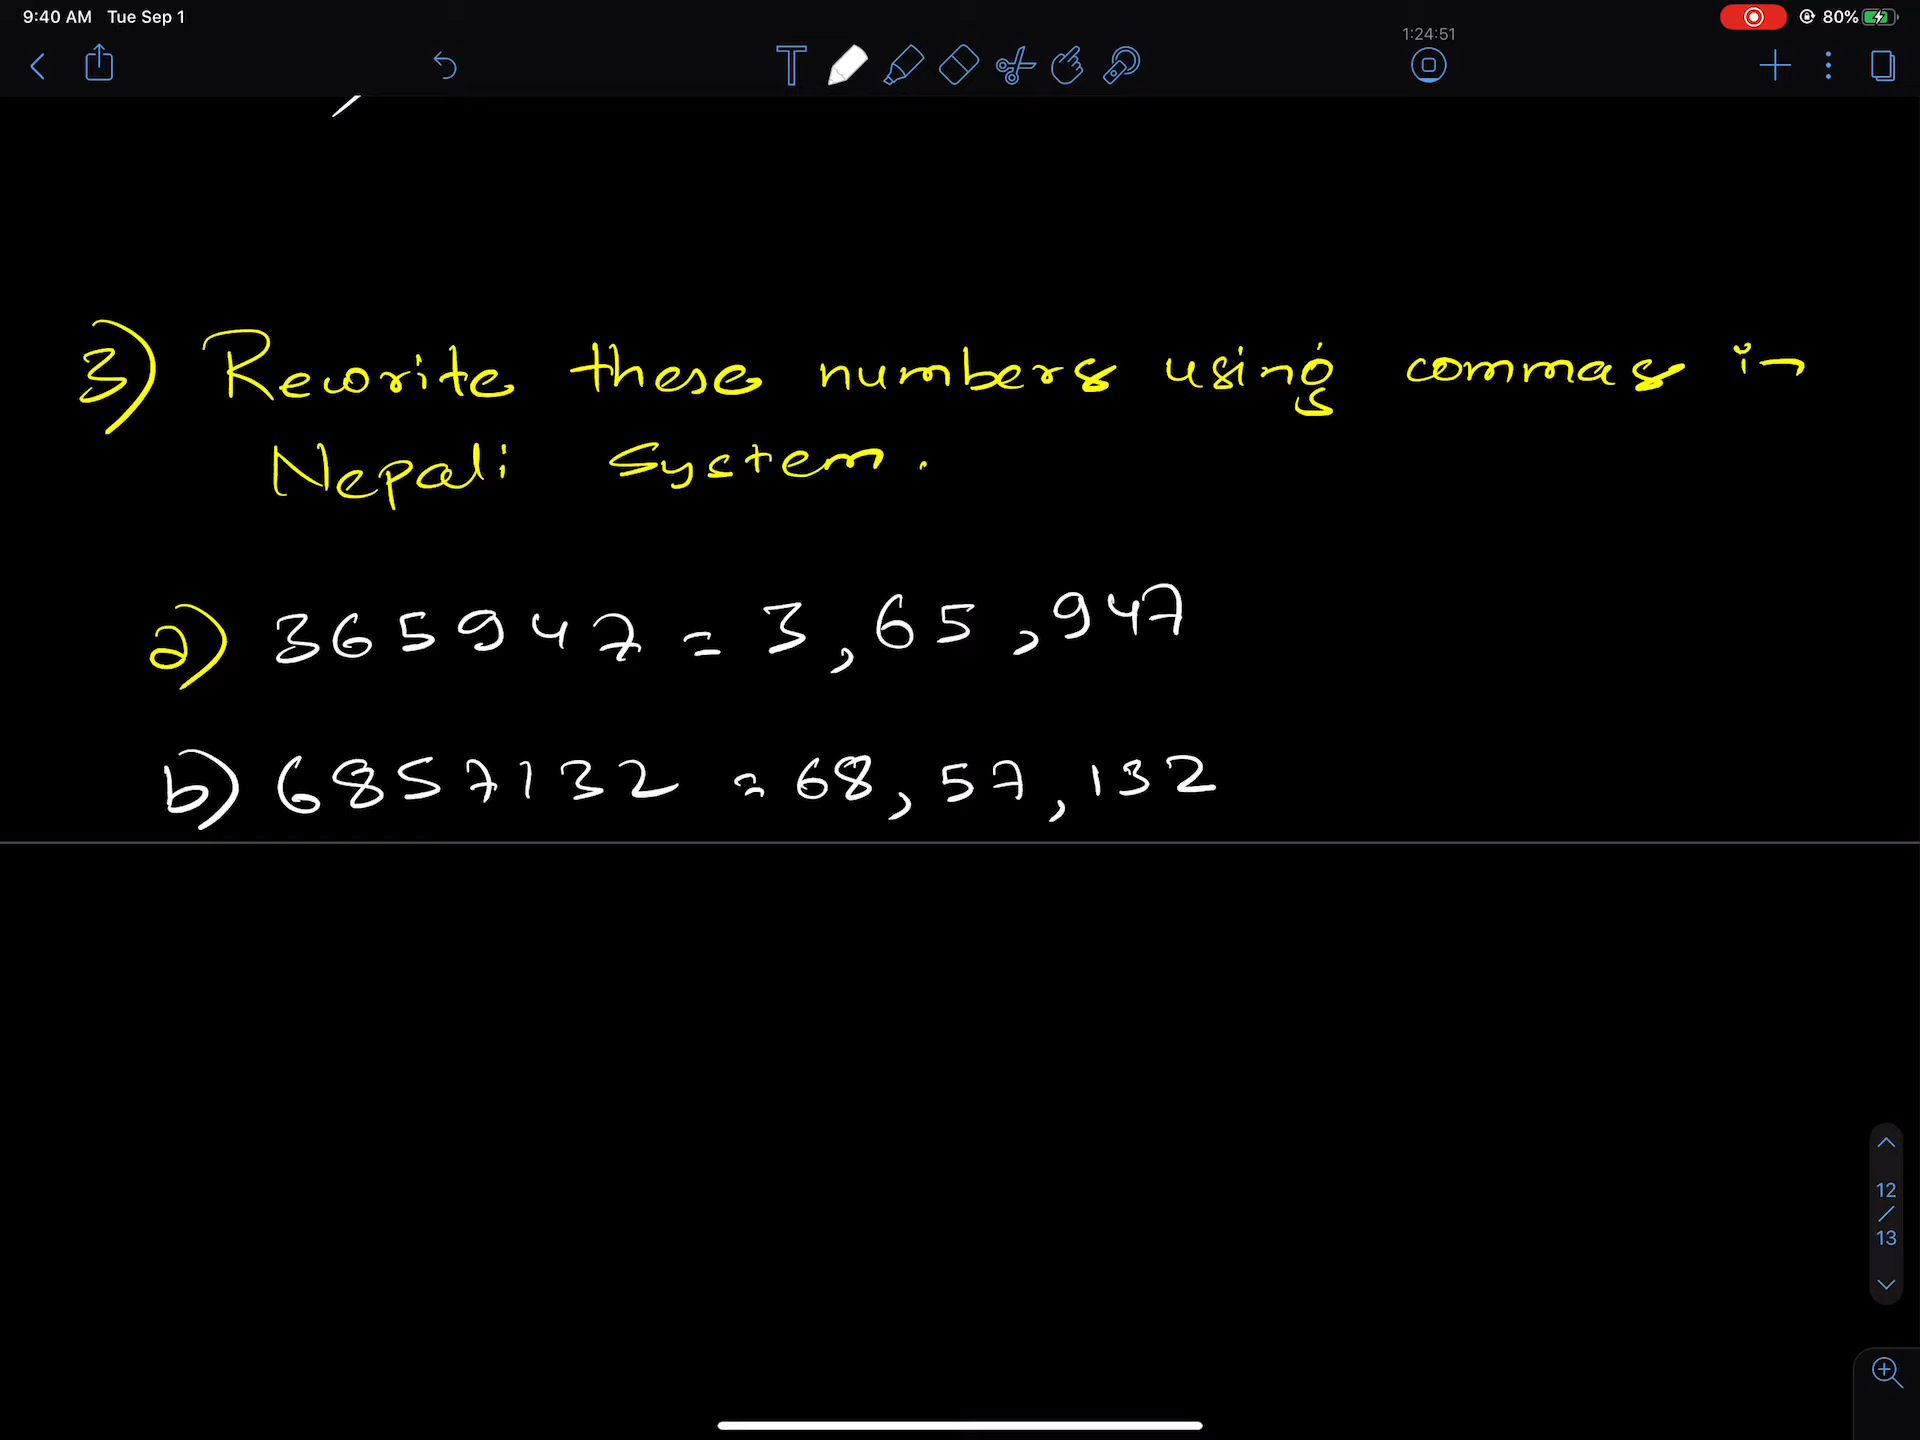 9:40 AM Tue Sep 1
80%
1:24:51
3) Rewrite these numbers using commas in
Nepali System.
a) 365947 = 3,65,947
b) 6857132 = 68,57,132
12
/
13